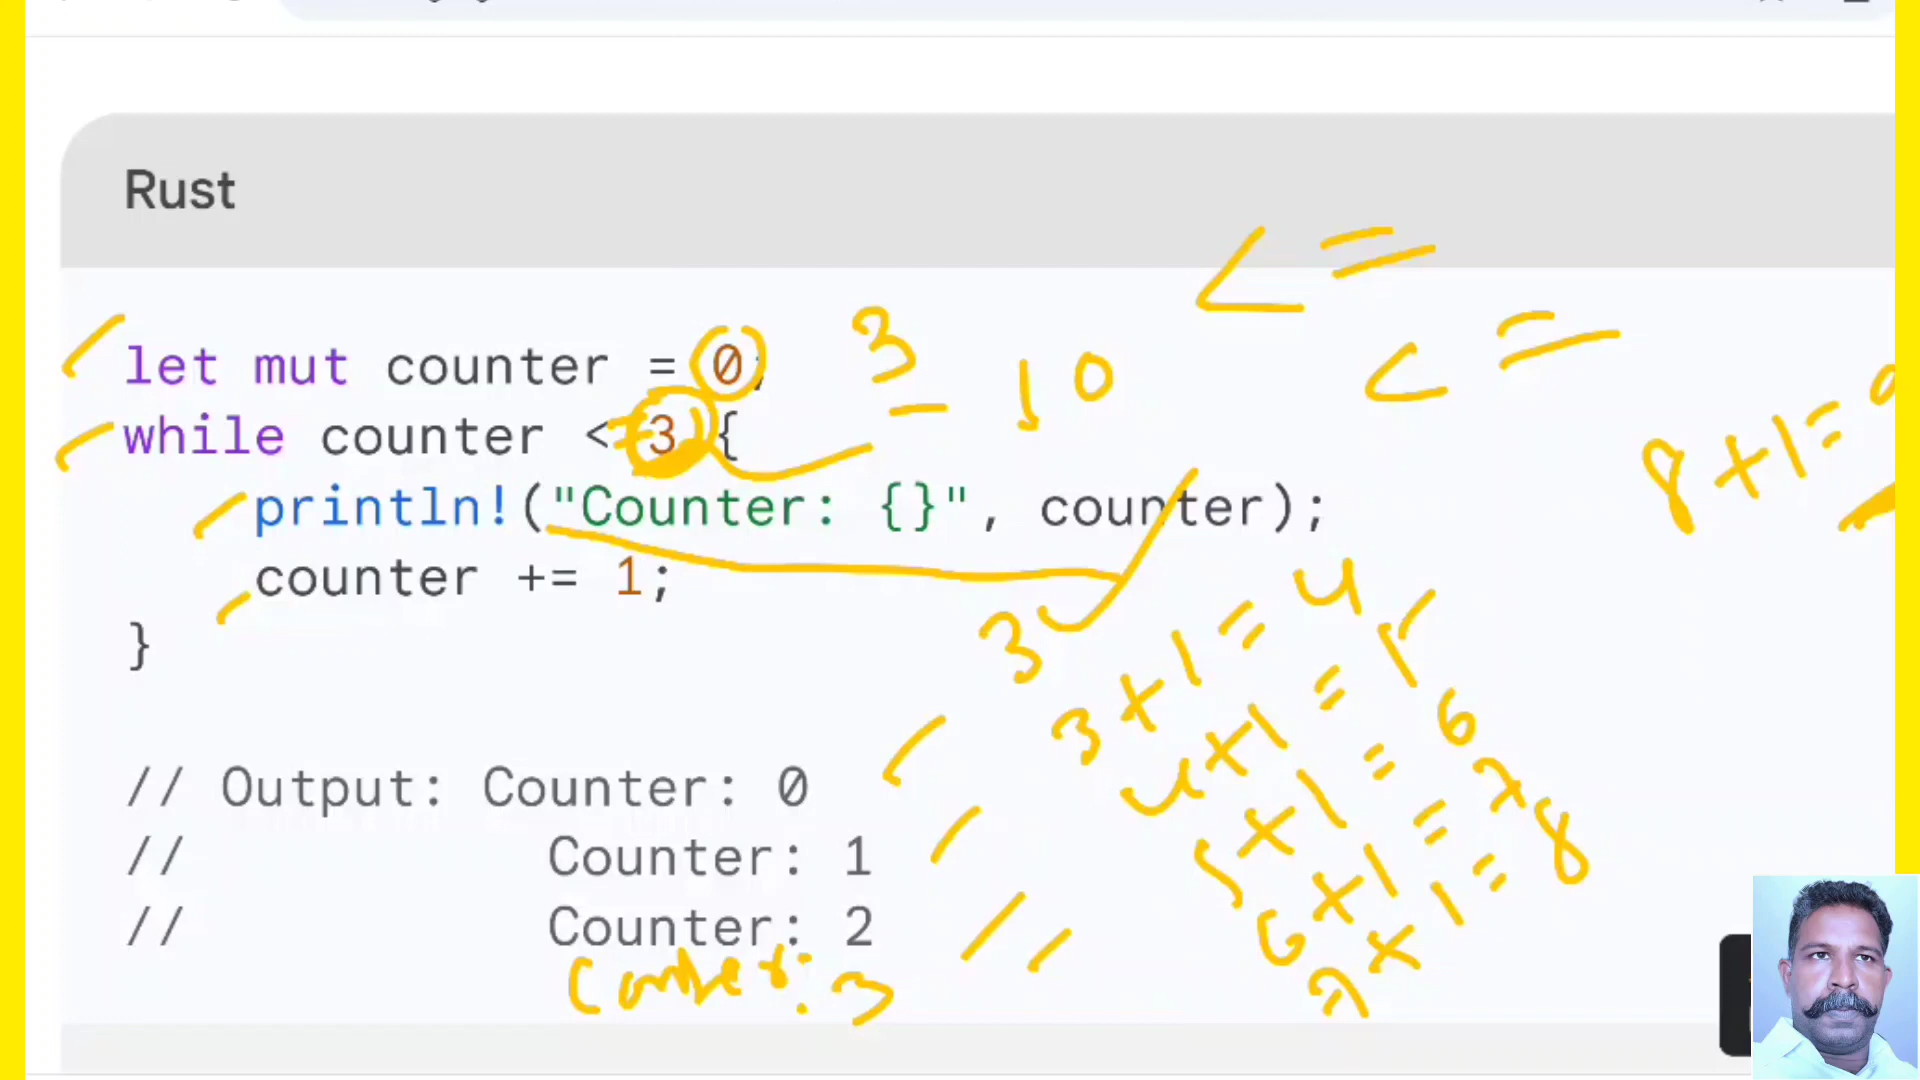 Rust
< =
let mut counter = 0;
3 - 10
< =
while counter <= 3 {
8+1=
println!("Counter: {}", counter);
counter += 1;
}
3
3+1=4
4+1=5
5+1=6
6+1=7
7+1=8
// Output: Counter: 0
// Counter: 1
// Counter: 2
Counter: 3